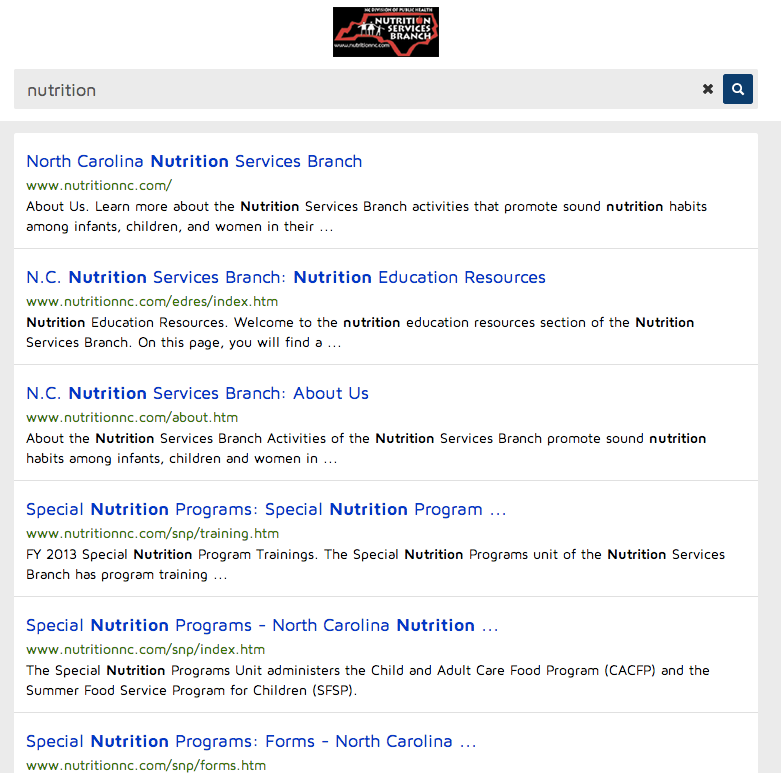 NC DIVISION OF PUBLIC HEALTH
NUTRITION
SERVICES
BRANCH
www.nutritionnc.com
nutrition
North Carolina Nutrition Services Branch
www.nutritionnc.com/
About Us. Learn more about the Nutrition Services Branch activities that promote sound nutrition habits
among infants, children, and women in their ...
N.C. Nutrition Services Branch: Nutrition Education Resources
www.nutritionnc.com/edres/index.htm
Nutrition Education Resources. Welcome to the nutrition education resources section of the Nutrition
Services Branch. On this page, you will find a ...
N.C. Nutrition Services Branch: About Us
www.nutritionnc.com/about.htm
About the Nutrition Services Branch Activities of the Nutrition Services Branch promote sound nutrition
habits among infants, children and women in ...
Special Nutrition Programs: Special Nutrition Program ...
www.nutritionnc.com/snp/training.htm
FY 2013 Special Nutrition Program Trainings. The Special Nutrition Programs unit of the Nutrition Services
Branch has program training ...
Special Nutrition Programs - North Carolina Nutrition ...
www.nutritionnc.com/snp/index.htm
The Special Nutrition Programs Unit administers the Child and Adult Care Food Program (CACFP) and the
Summer Food Service Program for Children (SFSP).
Special Nutrition Programs: Forms - North Carolina ...
www.nutritionnc.com/snp/forms.htm